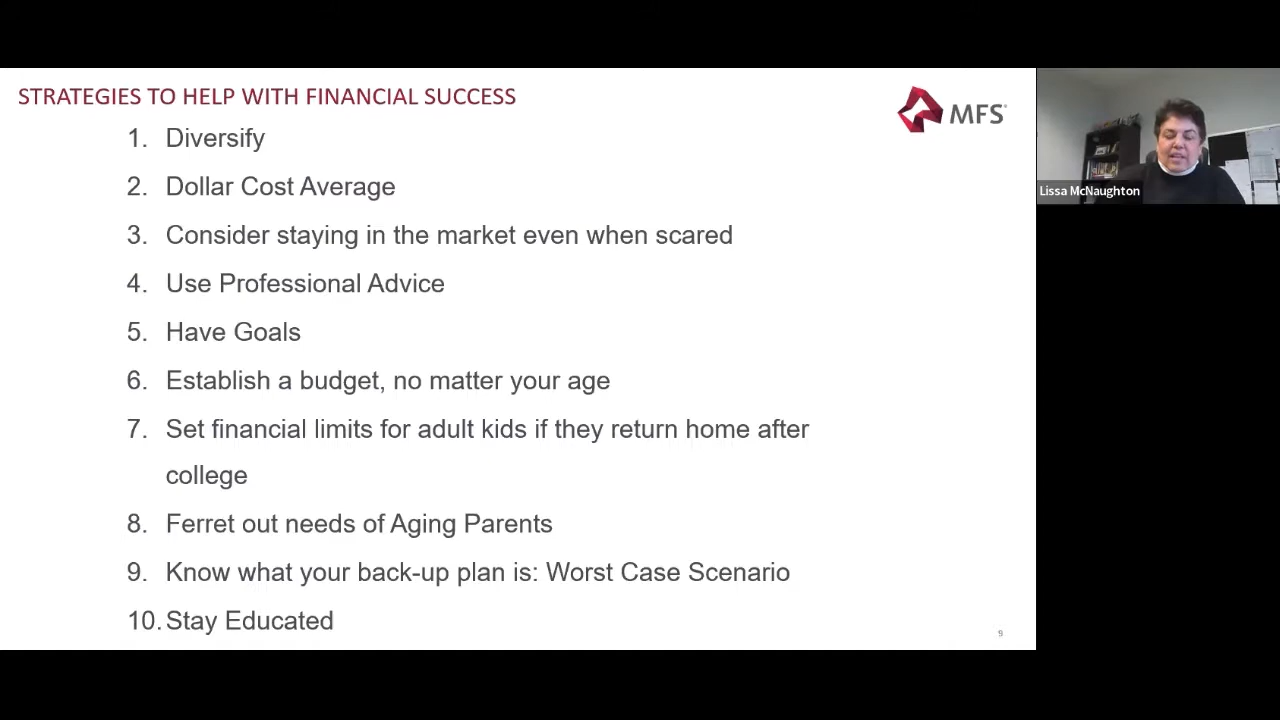 STRATEGIES TO HELP WITH FINANCIAL SUCCESS
MFS®
1. Diversify
2. Dollar Cost Average
3. Consider staying in the market even when scared
4. Use Professional Advice
5. Have Goals
6. Establish a budget, no matter your age
7. Set financial limits for adult kids if they return home after
college
8. Ferret out needs of Aging Parents
9. Know what your back-up plan is: Worst Case Scenario
10. Stay Educated
9
Lissa McNaughton